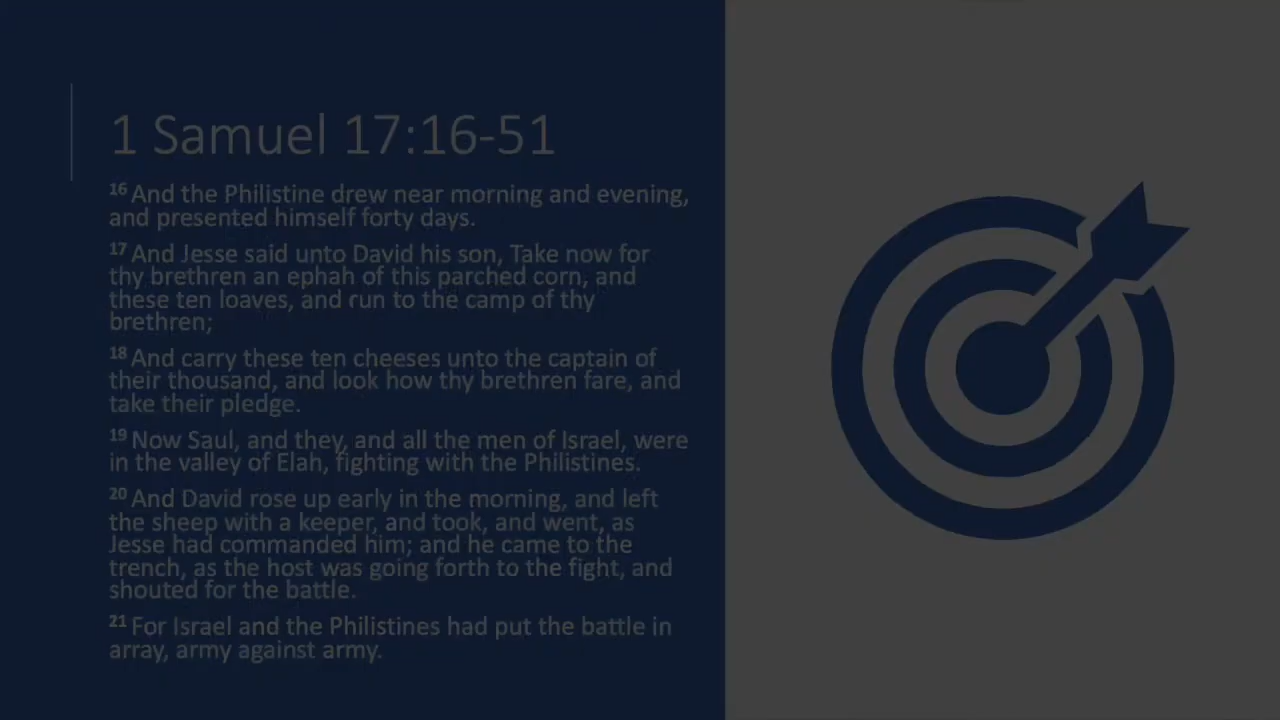 1 Samuel 17:16-51
16 And the Philistine drew near morning and evening,
and presented himself forty days.
17 And Jesse said unto David his son, Take now for
thy brethren an ephah of this parched corn, and
these ten loaves, and run to the camp of thy
brethren;
18 And carry these ten cheeses unto the captain of
their thousand, and look how thy brethren fare, and
take their pledge.
19 Now Saul, and they, and all the men of Israel, were
in the valley of Elah, fighting with the Philistines.
20 And David rose up early in the morning, and left
the sheep with a keeper, and took, and went, as
Jesse had commanded him; and he came to the
trench, as the host was going forth to the fight, and
shouted for the battle.
21 For Israel and the Philistines had put the battle in
array, army against army.